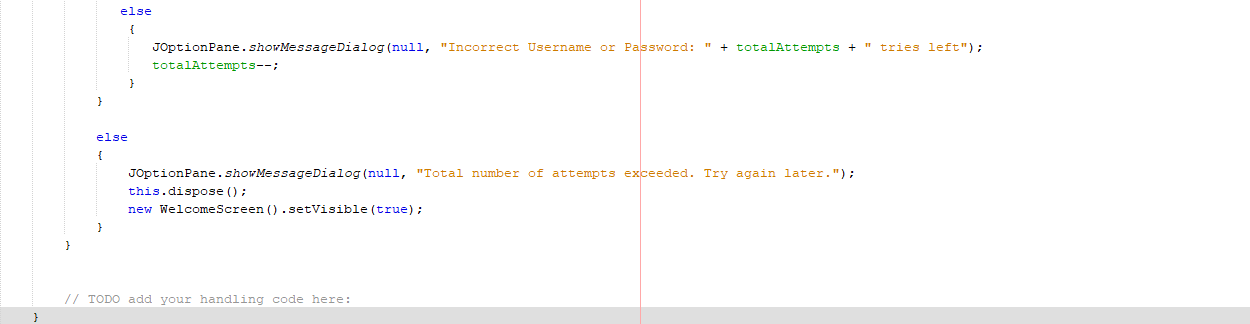 else
{
JOptionPane.showMessageDialog(null, "Incorrect Username or Password: " + totalAttempts + " tries left");
totalAttempts--;
}
}
else
{
JOptionPane.showMessageDialog(null, "Total number of attempts exceeded. Try again later.");
this.dispose();
new WelcomeScreen().setVisible(true);
}
}
// TODO add your handling code here:
}